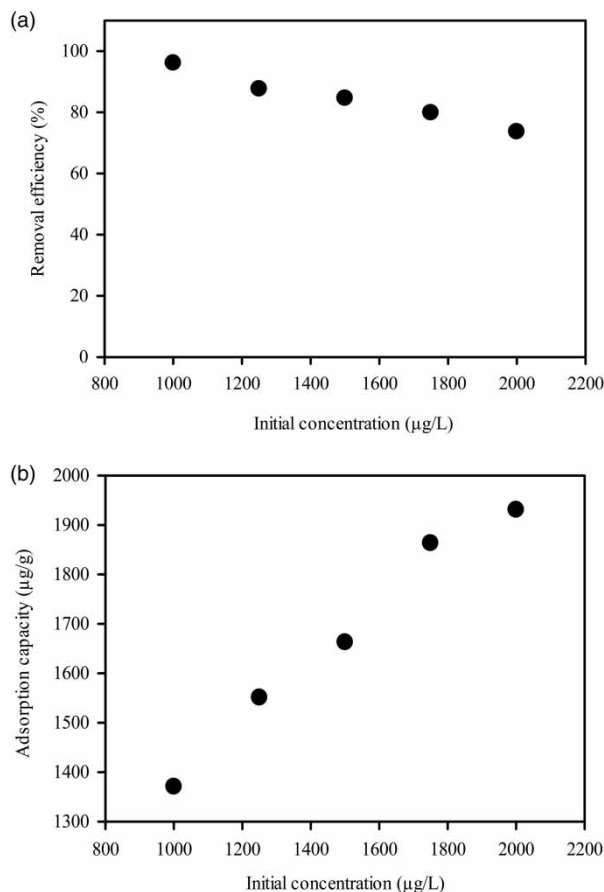 (a)
100
80
60
40
20
0
Removal efficiency (%)
800 1000 1200 1400 1600 1800 2000 2200
Initial concentration (µg/L)
(b)
2000
1900
1800
1700
1600
1500
1400
1300
Adsorption capacity (µg/g)
800 1000 1200 1400 1600 1800 2000 2200
Initial concentration (µg/L)